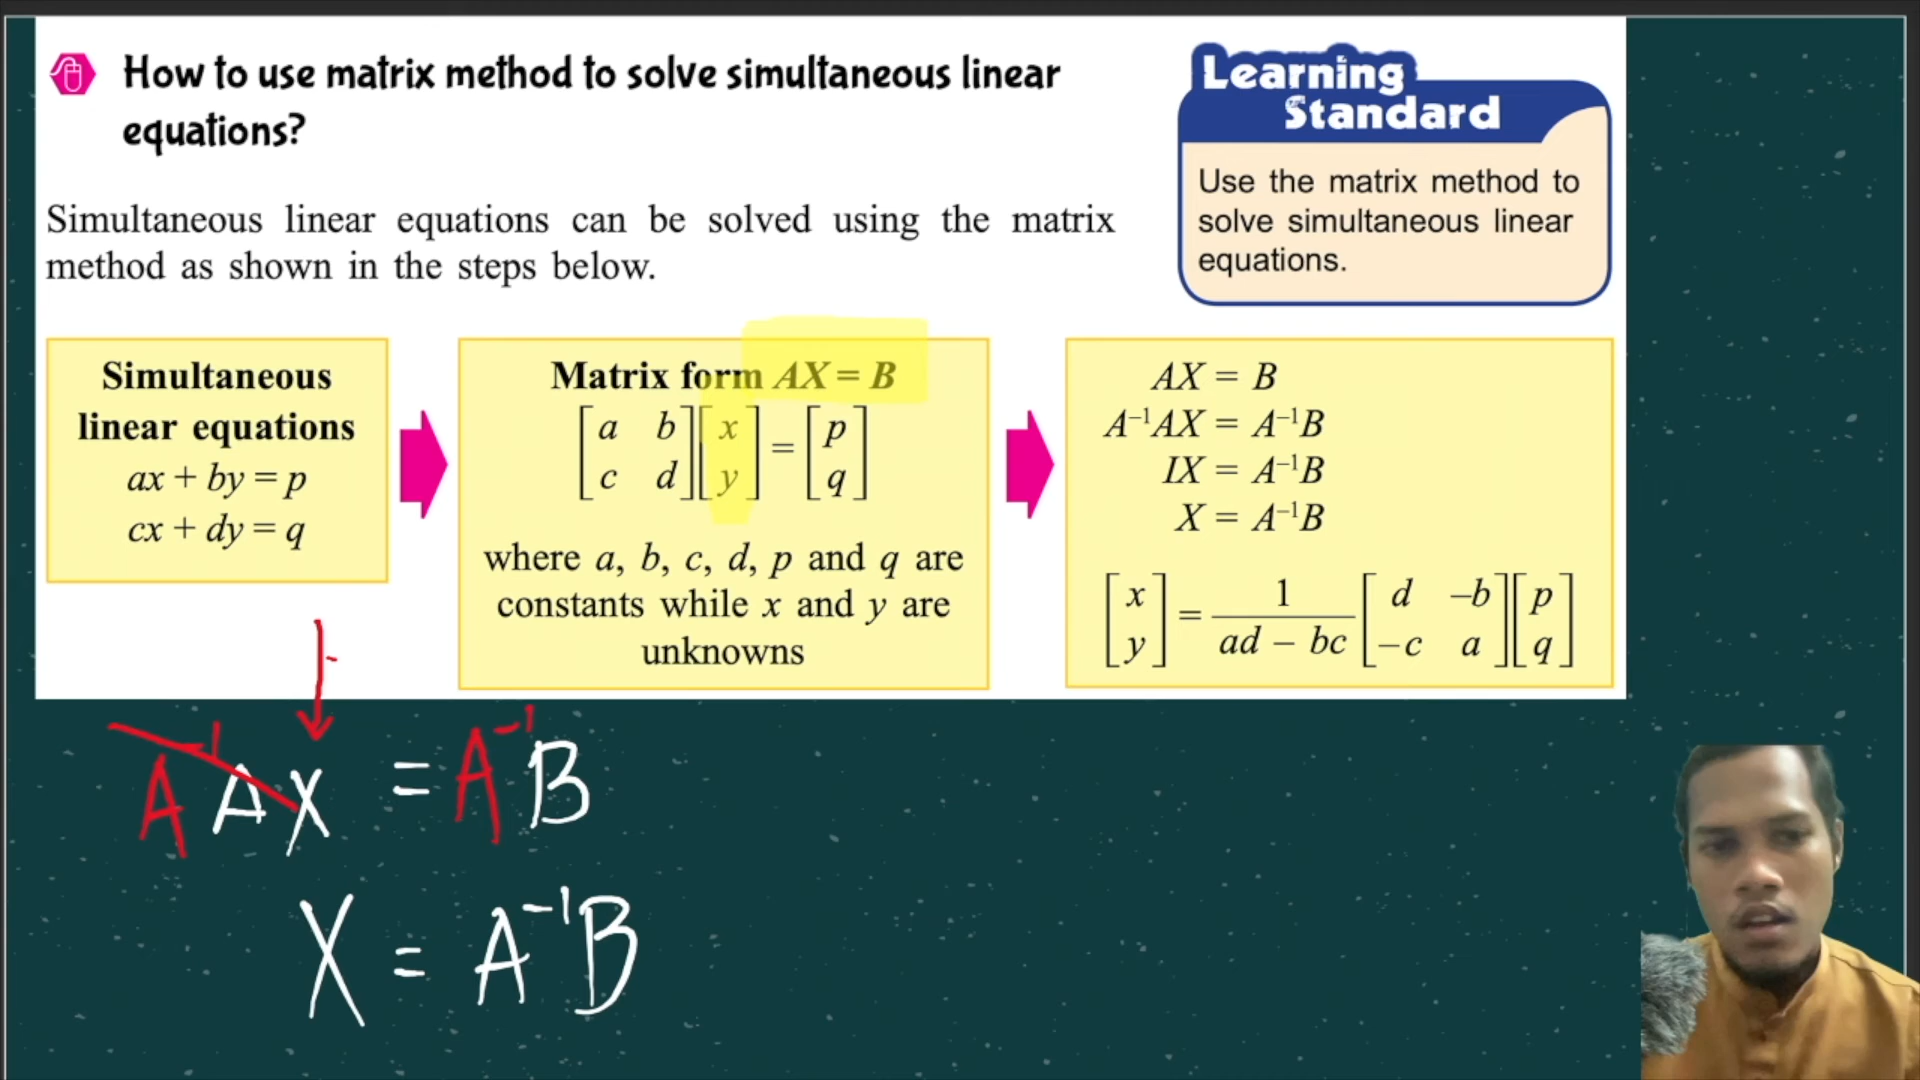 How to use matrix method to solve simultaneous linear
equations?
Learning
Standard
Use the matrix method to
solve simultaneous linear
equations.
Simultaneous linear equations can be solved using the matrix
method as shown in the steps below.
Simultaneous
linear equations
ax + by = p
cx + dy = q
Matrix form AX = B
[a b][x] = [p]
[c d][y] [q]
where a, b, c, d, p and q are
constants while x and y are
unknowns
AX = B
A⁻¹AX = A⁻¹B
IX = A⁻¹B
X = A⁻¹B
[x] = 1 [d −b][p]
[y] ad − bc [−c a][q]
A⁻¹AX = A⁻¹B
X = A⁻¹B